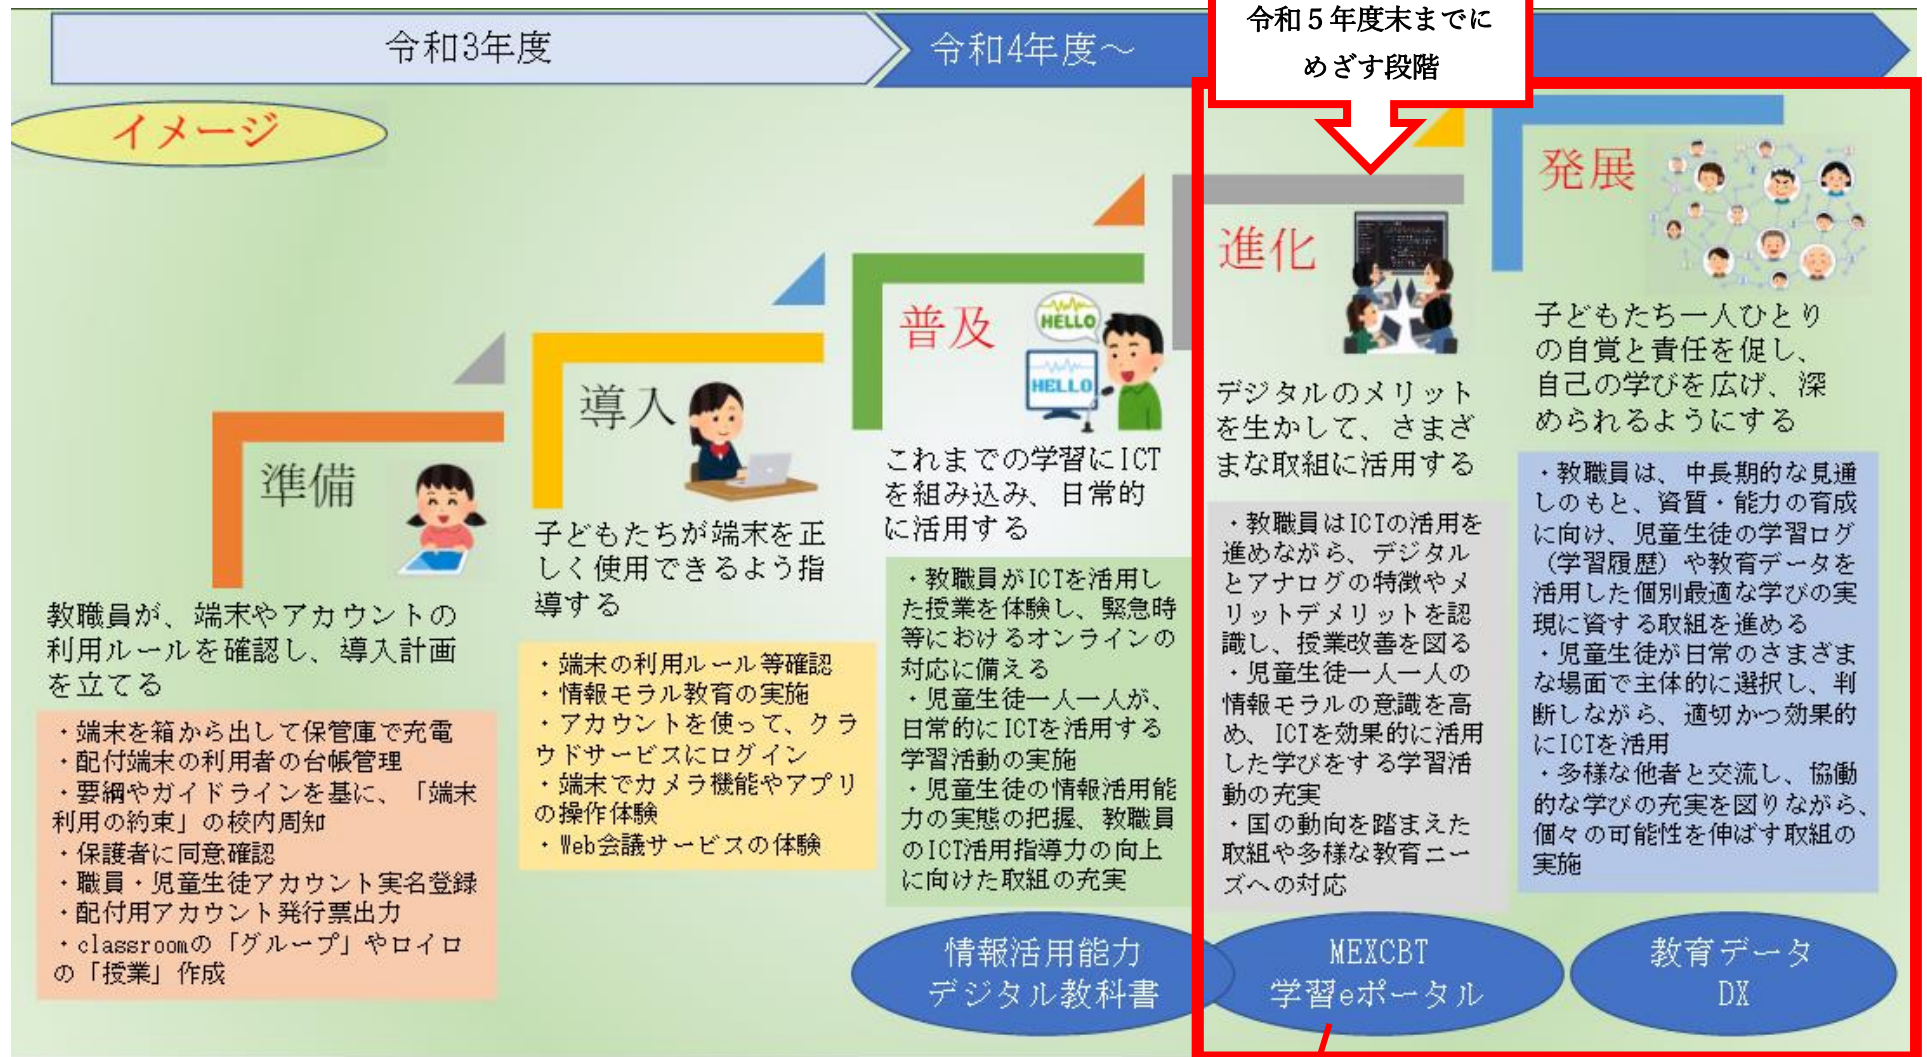 令和3年度
令和4年度～
令和５年度末までに
めざす段階
イメージ
準備
教職員が、端末やアカウントの
利用ルールを確認し、導入計画
を立てる
・端末を箱から出して保管庫で充電
・配付端末の利用者の台帳管理
・要綱やガイドラインを基に、「端末
利用の約束」の校内周知
・保護者に同意確認
・職員・児童生徒アカウント実名登録
・配付用アカウント発行票出力
・classroomの「グループ」やロイロ
の「授業」作成
導入
子どもたちが端末を正
しく使用できるよう指
導する
・端末の利用ルール等確認
・情報モラル教育の実施
・アカウントを使って、クラ
ウドサービスにログイン
・端末でカメラ機能やアプリ
の操作体験
・Web会議サービスの体験
普及
HELLO
HELLO
これまでの学習にICT
を組み込み、日常的
に活用する
・教職員がICTを活用し
た授業を体験し、緊急時
等におけるオンラインの
対応に備える
・児童生徒一人一人が、
日常的にICTを活用する
学習活動の実施
・児童生徒の情報活用能
力の実態の把握、教職員
のICT活用指導力の向上
に向けた取組の充実
情報活用能力
デジタル教科書
進化
デジタルのメリット
を生かして、さまざ
まな取組に活用する
・教職員はICTの活用を
進めながら、デジタル
とアナログの特徴やメ
リットデメリットを認
識し、授業改善を図る
・児童生徒一人一人の
情報モラルの意識を高
め、ICTを効果的に活用
した学びをする学習活
動の充実
・国の動向を踏まえた
取組や多様な教育ニー
ズへの対応
MEXCBT
学習eポータル
発展
子どもたち一人ひとり
の自覚と責任を促し、
自己の学びを広げ、深
められるようにする
・教職員は、中長期的な見通
しのもと、資質・能力の育成
に向け、児童生徒の学習ログ
（学習履歴）や教育データを
活用した個別最適な学びの実
現に資する取組を進める
・児童生徒が日常のさまざま
な場面で主体的に選択し、判
断しながら、適切かつ効果的
にICTを活用
・多様な他者と交流し、協働
的な学びの充実を図りながら、
個々の可能性を伸ばす取組の
実施
教育データ
DX